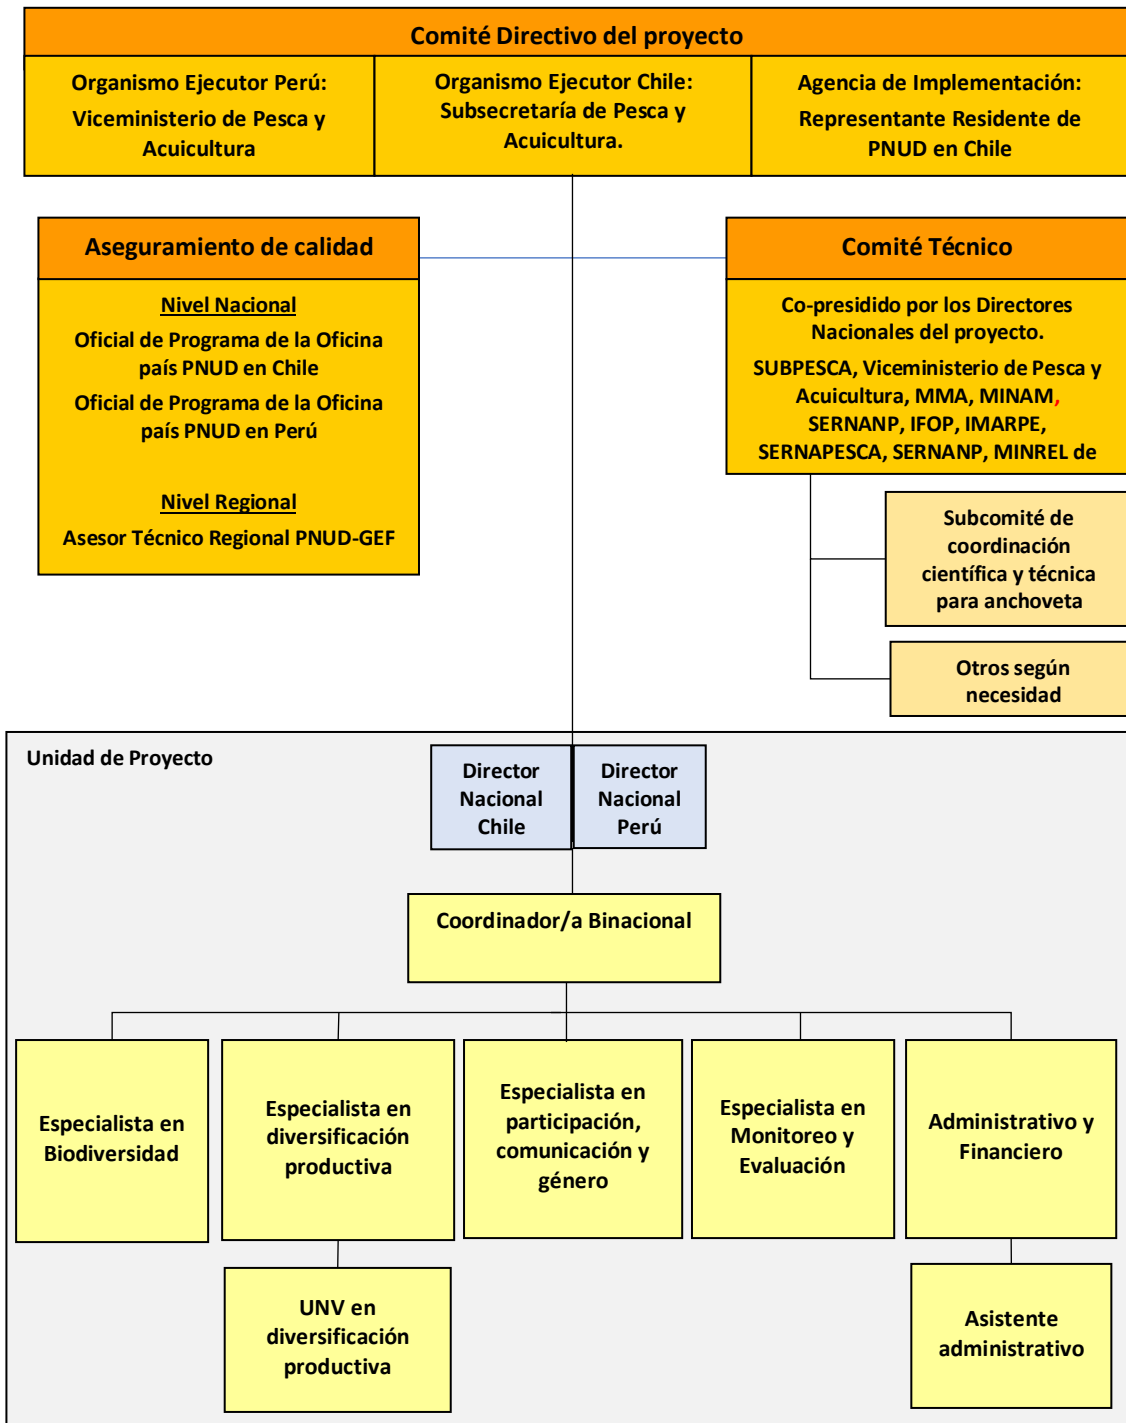 Comité Directivo del proyecto
Organismo Ejecutor Perú:
Viceministerio de Pesca y
Acuicultura
Organismo Ejecutor Chile:
Subsecretaría de Pesca y
Acuicultura.
Agencia de Implementación:
Representante Residente de
PNUD en Chile
Aseguramiento de calidad
Nivel Nacional
Oficial de Programa de la Oficina
país PNUD en Chile
Oficial de Programa de la Oficina
país PNUD en Perú
Nivel Regional
Asesor Técnico Regional PNUD-GEF
Comité Técnico
Co-presidido por los Directores
Nacionales del proyecto.
SUBPESCA, Viceministerio de Pesca y
Acuicultura, MMA, MINAM,
SERNANP, IFOP, IMARPE,
SERNAPESCA, SERNANP, MINREL de
Subcomité de
coordinación
científica y técnica
para anchoveta
Otros según
necesidad
Unidad de Proyecto
Director
Nacional
Chile
Director
Nacional
Perú
Coordinador/a Binacional
Especialista en
Biodiversidad
Especialista en
diversificación
productiva
Especialista en
participación,
comunicación y
género
Especialista en
Monitoreo y
Evaluación
Administrativo y
Financiero
UNV en
diversificación
productiva
Asistente
administrativo